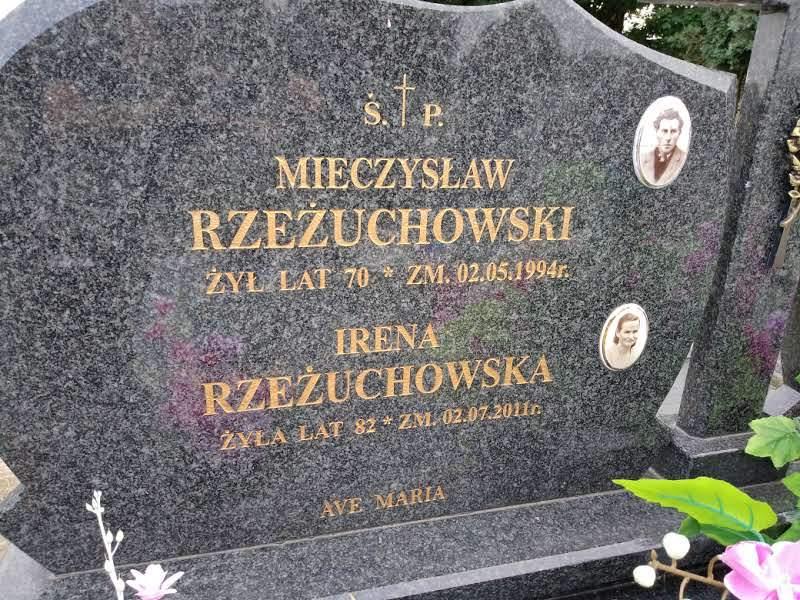 Ś. P.
MIECZYSŁAW
RZEŻUCHOWSKI
ŻYŁ LAT 70 * ZM. 02.05.1994r.
IRENA
RZEŻUCHOWSKA
ŻYŁA LAT 82 * ZM. 02.07.2011r.
AVE MARIA